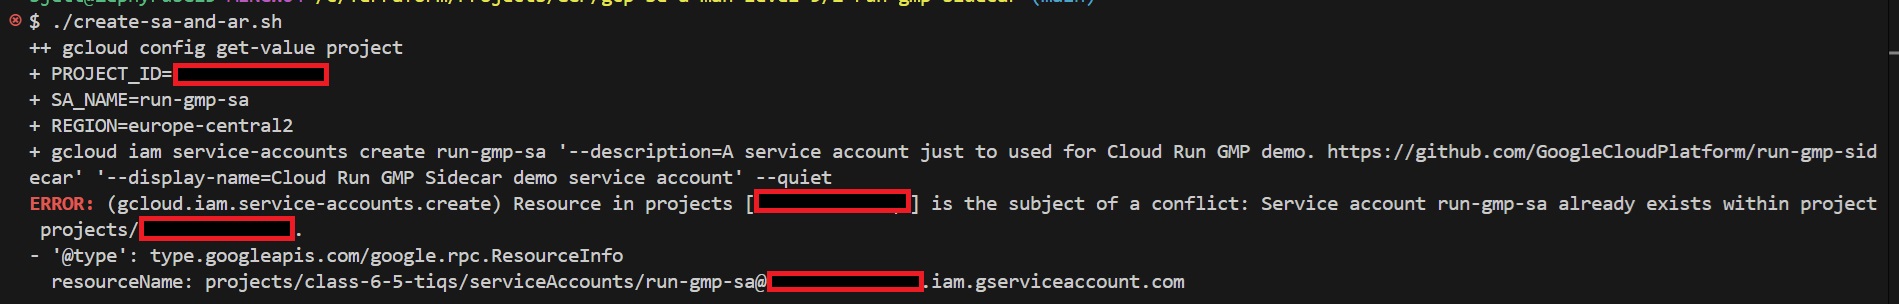 $ ./create-sa-and-ar.sh
++ gcloud config get-value project
+ PROJECT_ID=
+ SA_NAME=run-gmp-sa
+ REGION=europe-central2
+ gcloud iam service-accounts create run-gmp-sa '--description=A service account just to used for Cloud Run GMP demo. https://github.com/GoogleCloudPlatform/run-gmp-sid
ecar' '--display-name=Cloud Run GMP Sidecar demo service account' --quiet
ERROR: (gcloud.iam.service-accounts.create) Resource in projects [ ] is the subject of a conflict: Service account run-gmp-sa already exists within project
projects/ .
- '@type': type.googleapis.com/google.rpc.ResourceInfo
resourceName: projects/class-6-5-tiqs/serviceAccounts/run-gmp-sa@ .iam.gserviceaccount.com